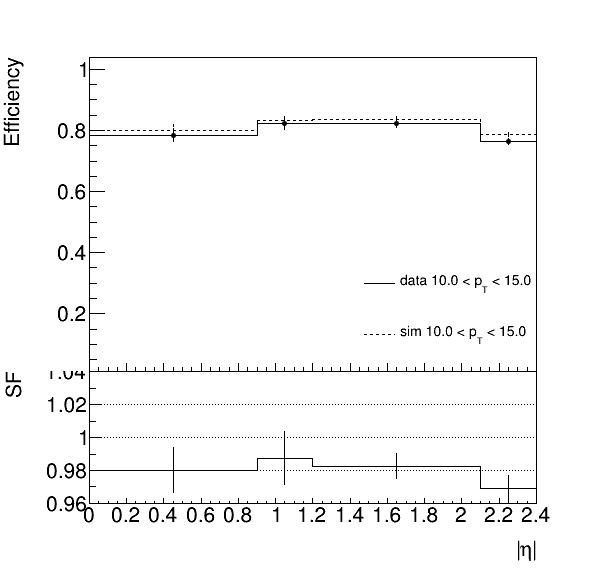 Efficiency
1
0.8
0.6
0.4
0.2
data 10.0 < p_T < 15.0
sim 10.0 < p_T < 15.0
SF
1.04
1.02
1
0.98
0.96
0 0.2 0.4 0.6 0.8 1 1.2 1.4 1.6 1.8 2 2.2 2.4
|η|